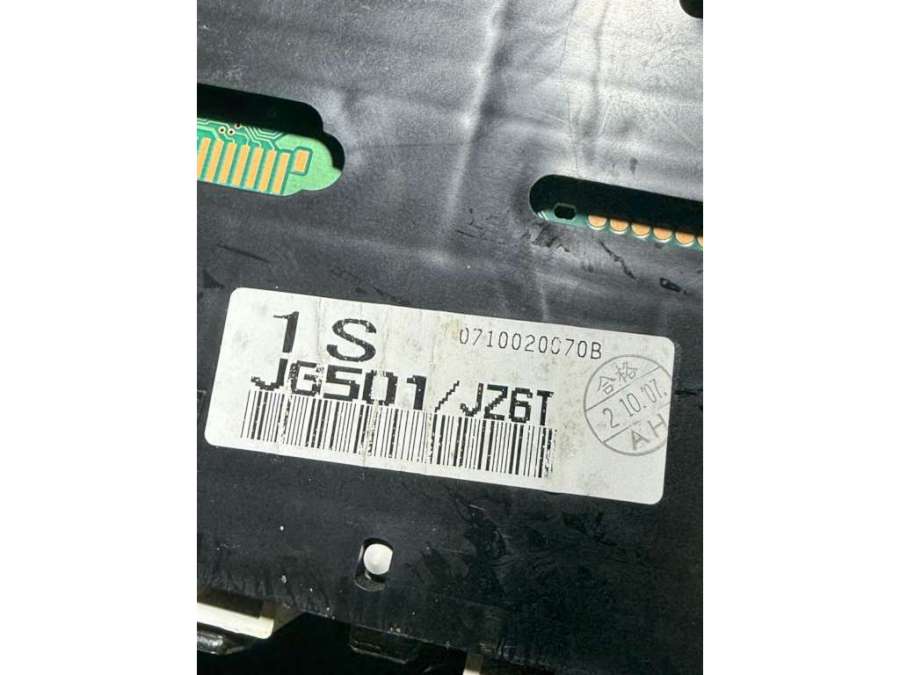 1S
0710020070B
JG501/JZ6T
合格
2.10.'07.
AH